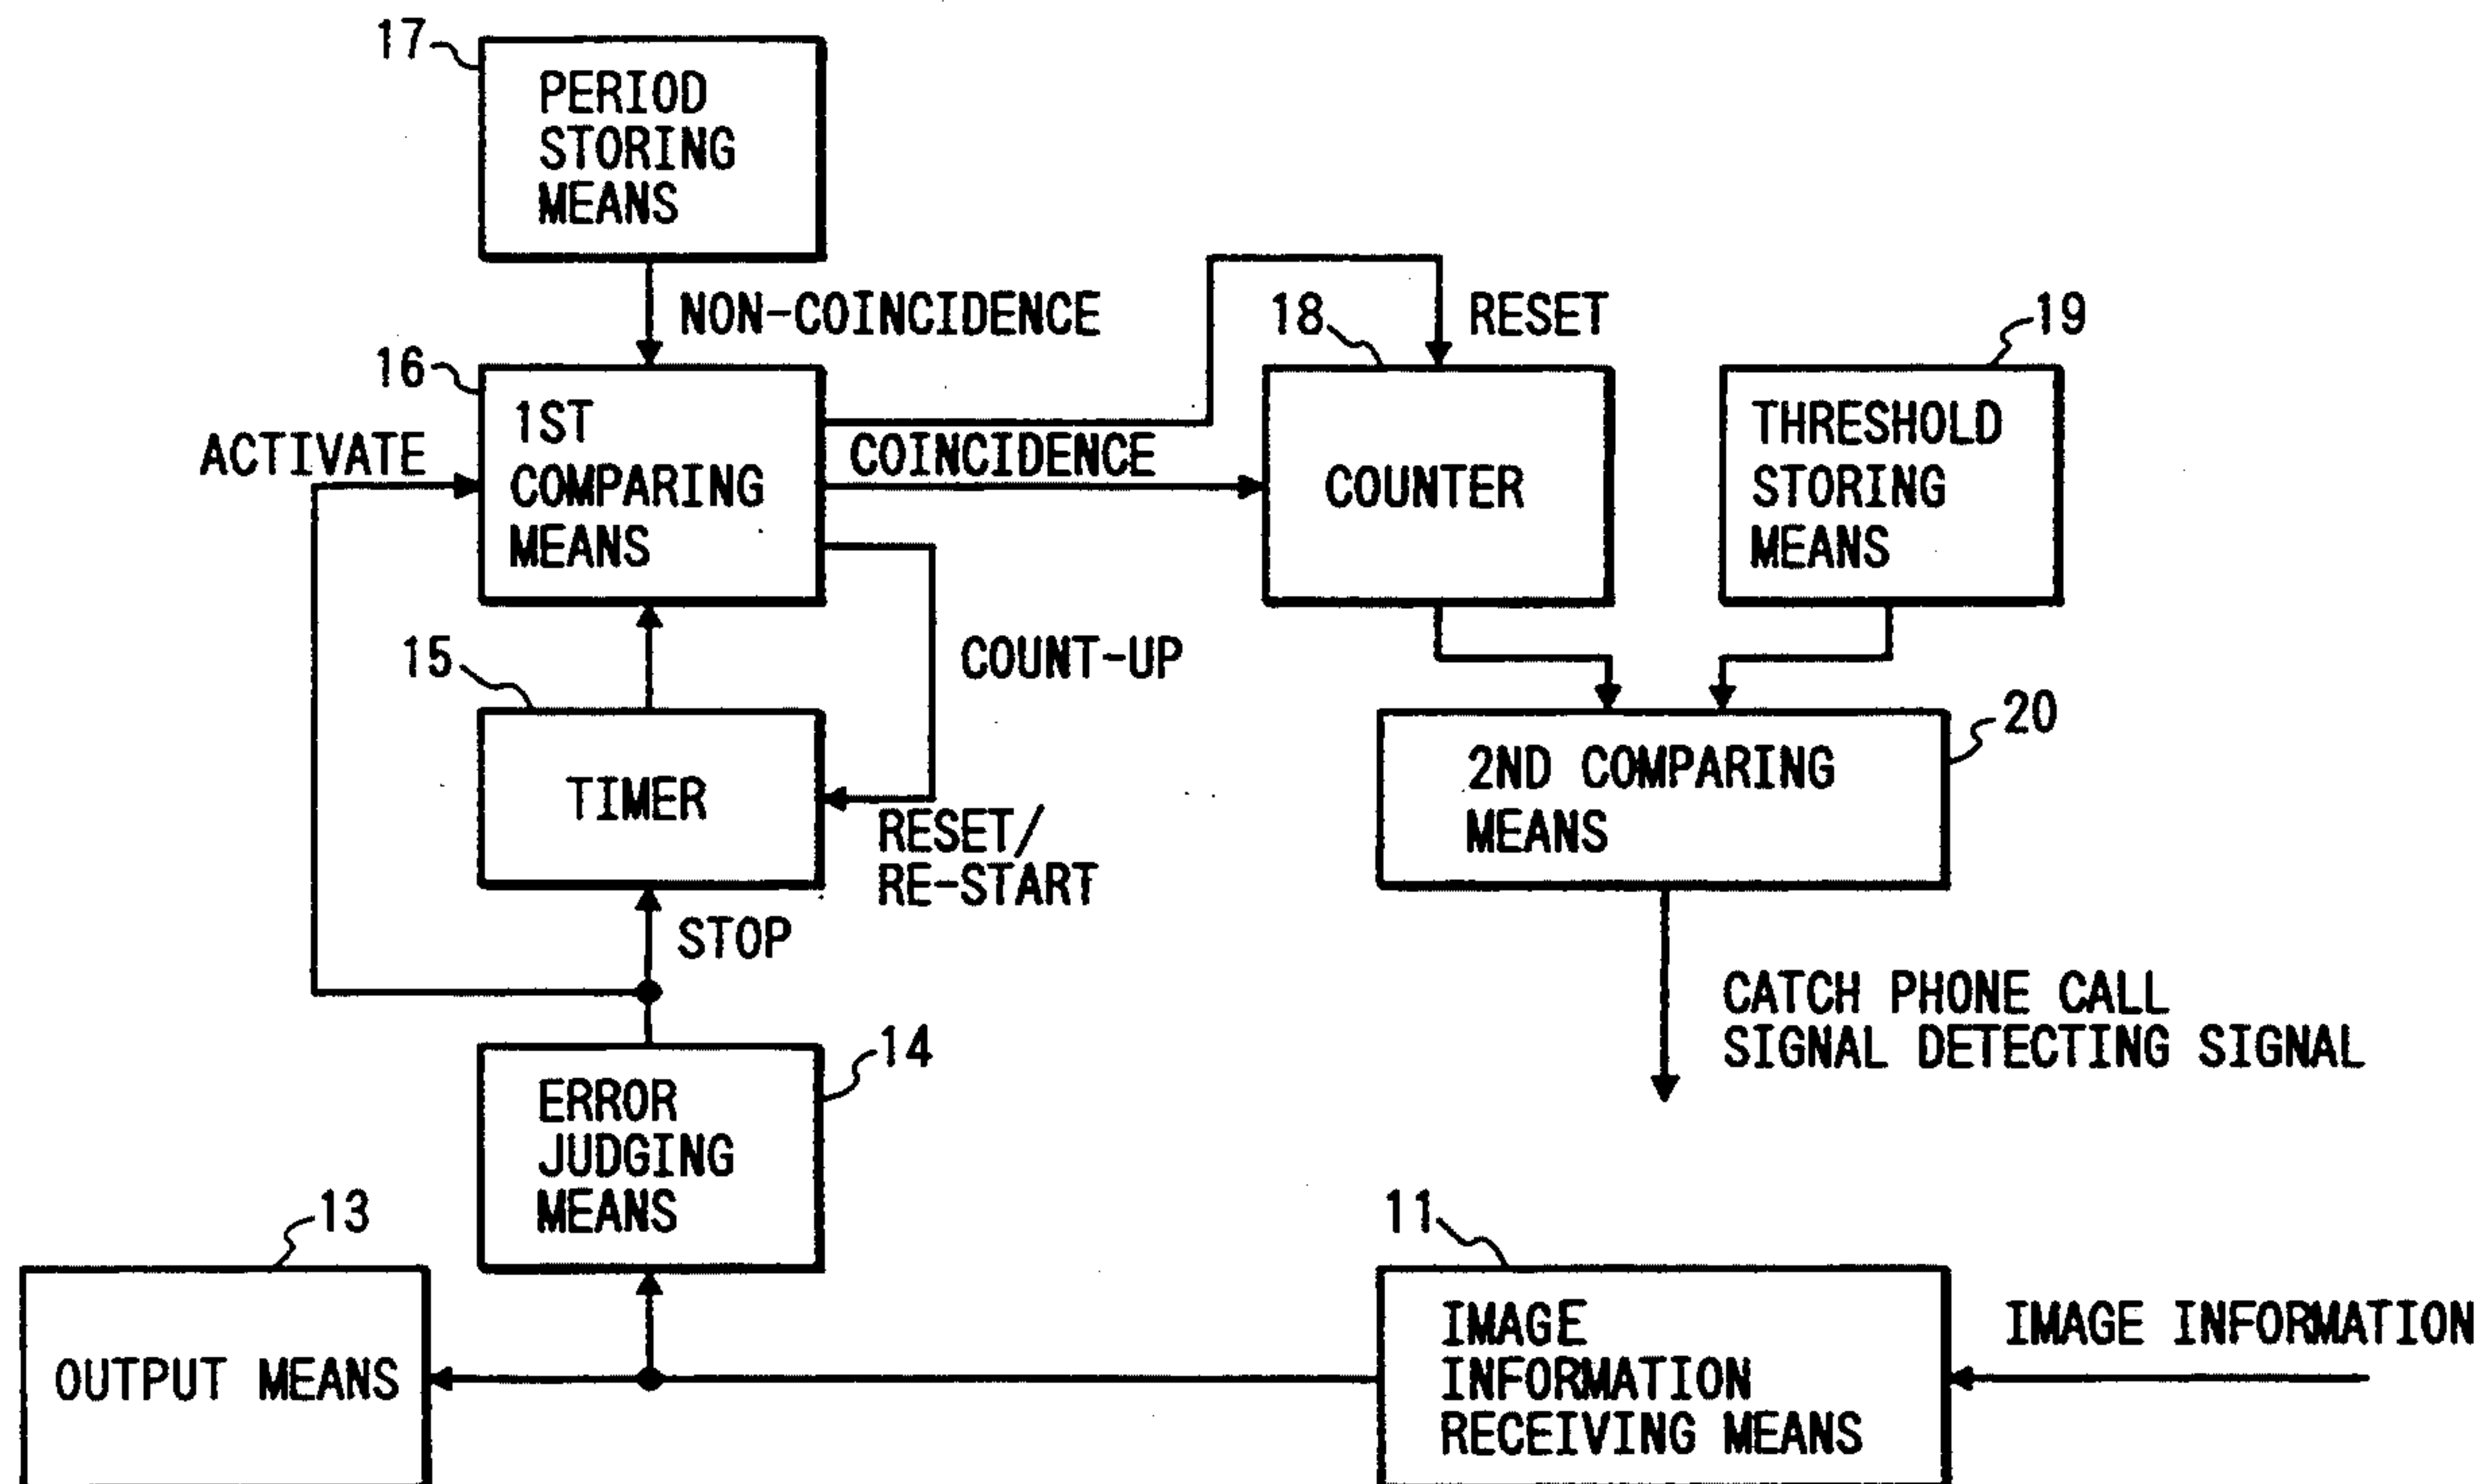 17
PERIOD
STORING
MEANS
NON-COINCIDENCE
18
RESET
19
16
1ST
COMPARING
MEANS
ACTIVATE
COINCIDENCE
COUNTER
THRESHOLD
STORING
MEANS
15
COUNT-UP
20
TIMER
RESET/
RE-START
2ND COMPARING
MEANS
STOP
CATCH PHONE CALL
SIGNAL DETECTING SIGNAL
14
ERROR
JUDGING
MEANS
13
11
OUTPUT MEANS
IMAGE
INFORMATION
RECEIVING MEANS
IMAGE INFORMATION